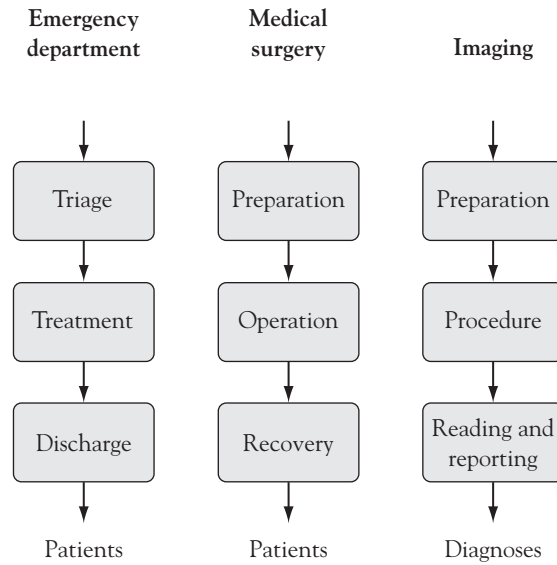 Emergency
department
Triage
Treatment
Discharge
Patients
Medical
surgery
Preparation
Operation
Recovery
Patients
Imaging
Preparation
Procedure
Reading and
reporting
Diagnoses